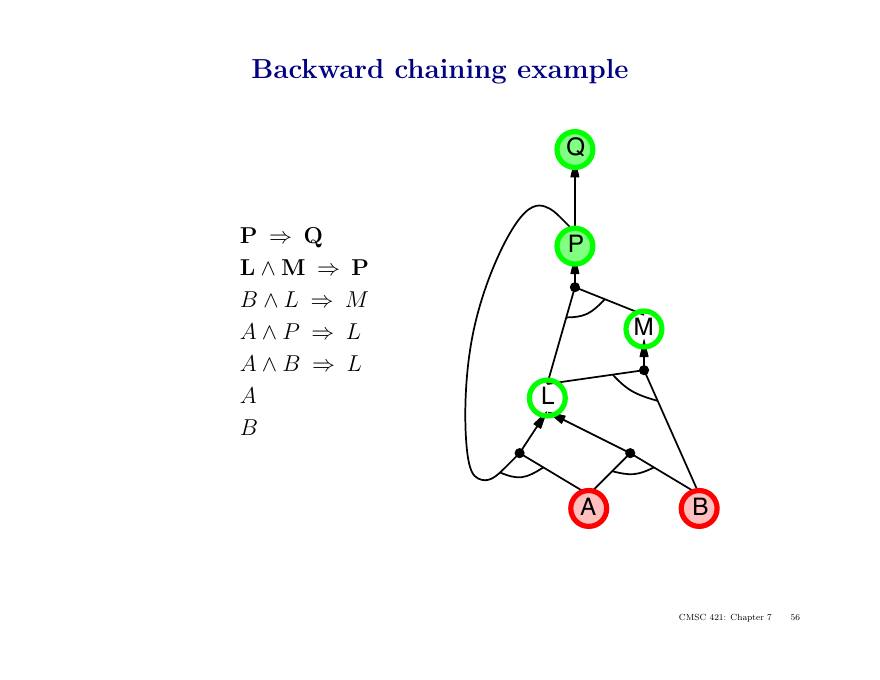 Backward chaining example
P ⇒ Q
L ∧ M ⇒ P
B ∧ L ⇒ M
A ∧ P ⇒ L
A ∧ B ⇒ L
A
B
Q
P
M
L
A
B
CMSC 421: Chapter 7 56